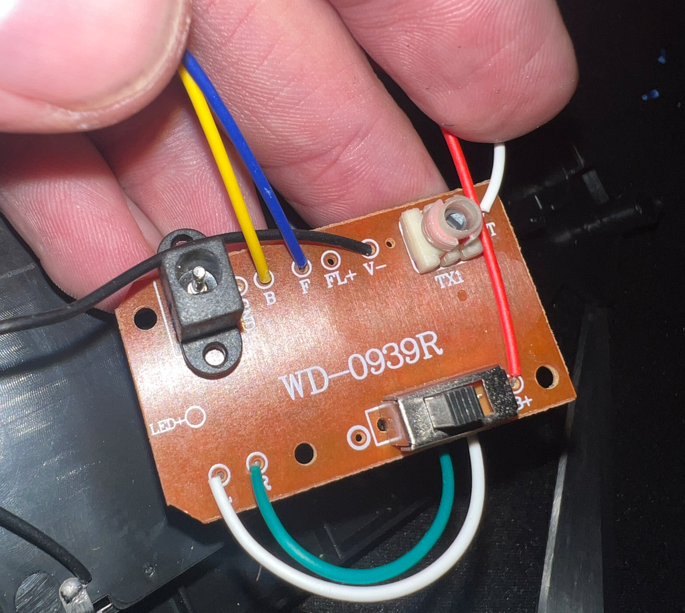 B
F
FL+
V-
TX1
WD-0939R
LED+
B+
R